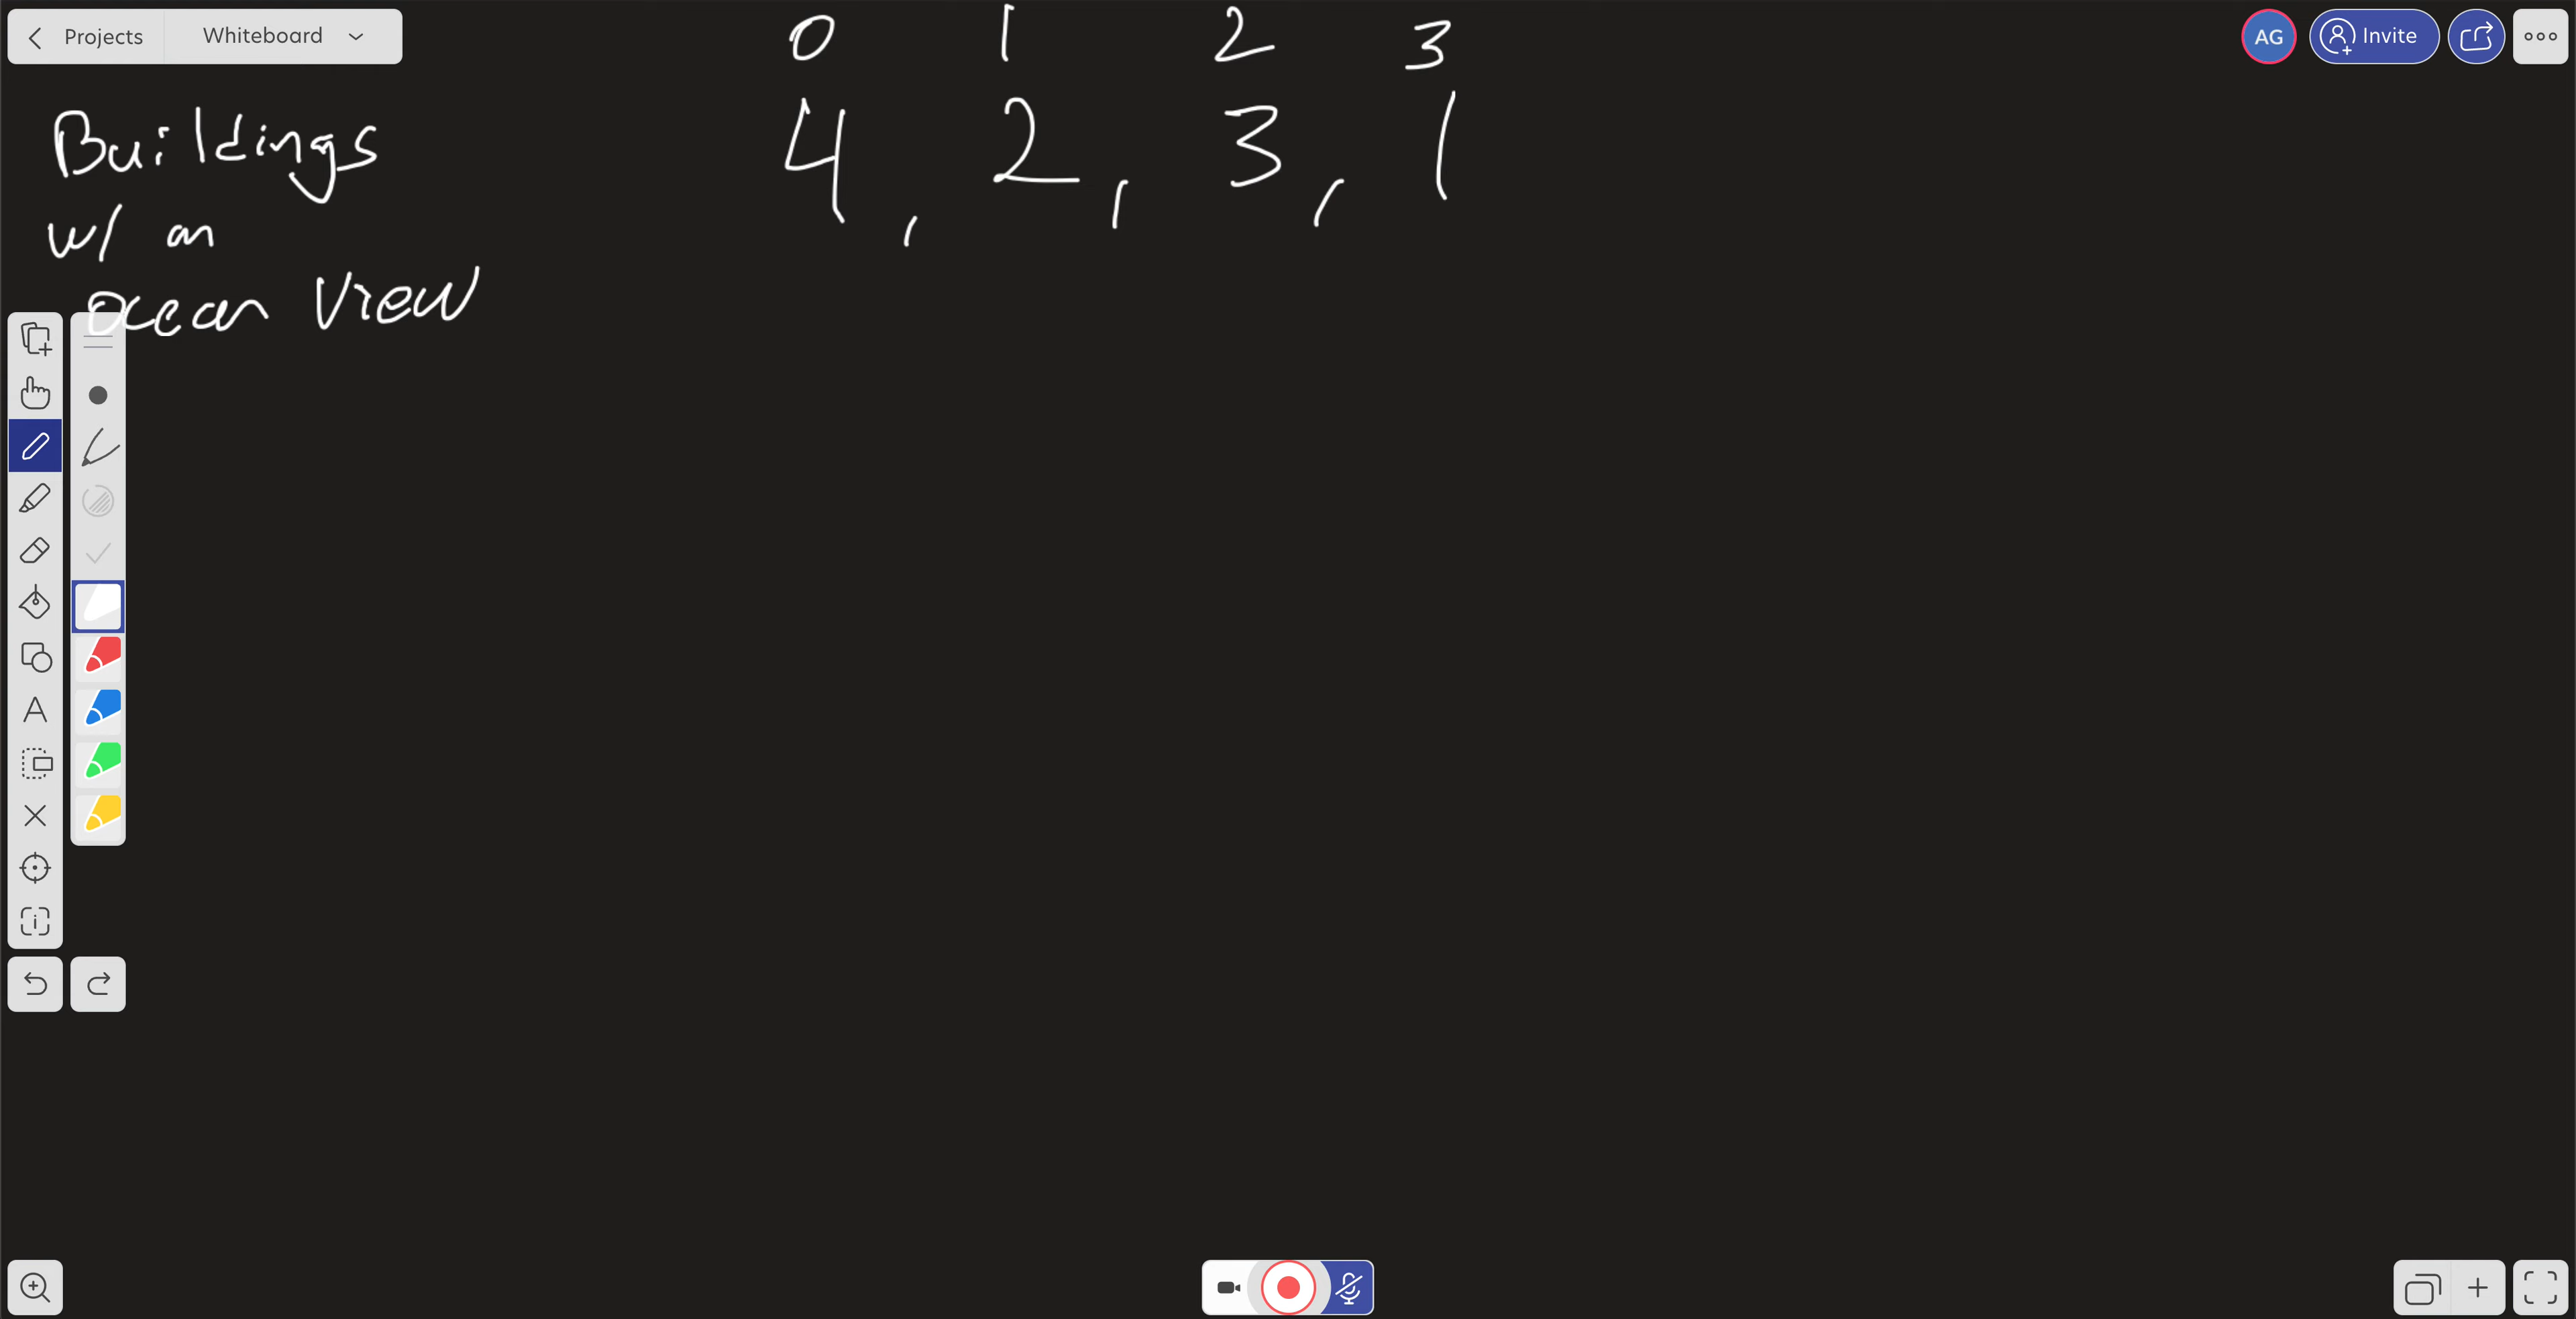 Projects Whiteboard
AG Invite
0 1 2 3
4, 2, 3, 1
Buildings
w/ an
ocean view
A